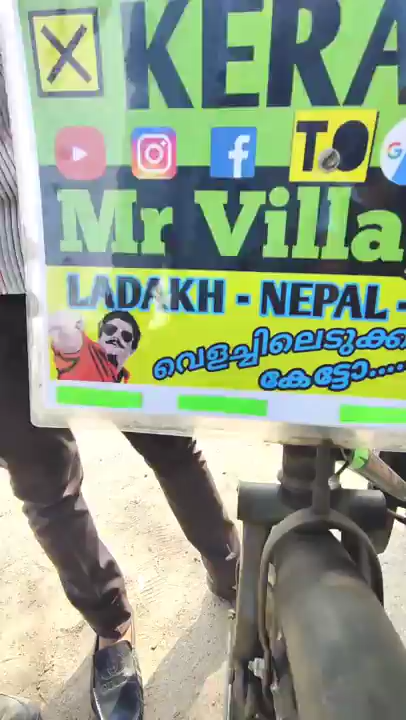 KERA
TO
Mr Villa
LADAKH - NEPAL -
വെളച്ചിലെടുക്ക
കേട്ടോ.....